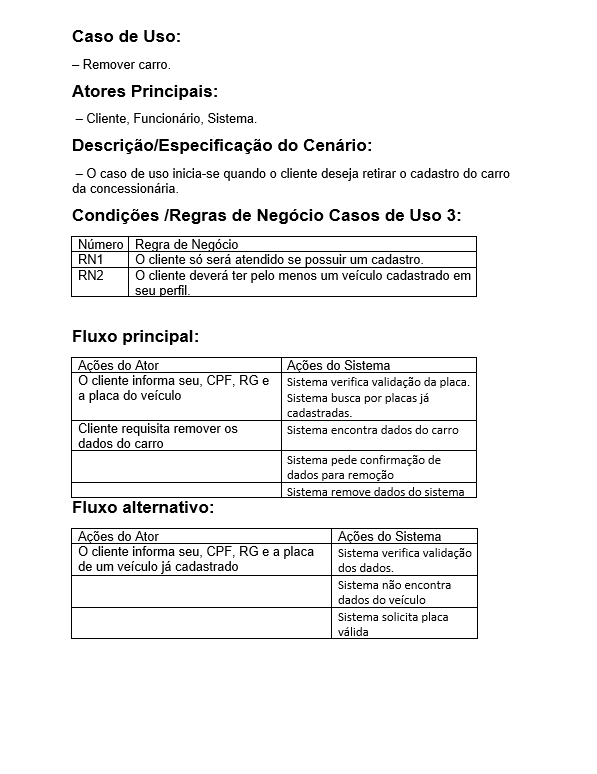 Caso de Uso:
– Remover carro.
Atores Principais:
– Cliente, Funcionário, Sistema.
Descrição/Especificação do Cenário:
– O caso de uso inicia-se quando o cliente deseja retirar o cadastro do carro
da concessionária.
Condições /Regras de Negócio Casos de Uso 3:
Número Regra de Negócio
RN1 O cliente só será atendido se possuir um cadastro.
RN2 O cliente deverá ter pelo menos um veículo cadastrado em
seu perfil.
Fluxo principal:
Ações do Ator Ações do Sistema
O cliente informa seu, CPF, RG e
a placa do veículo
Sistema verifica validação da placa.
Sistema busca por placas já
cadastradas.
Cliente requisita remover os
dados do carro
Sistema encontra dados do carro
Sistema pede confirmação de
dados para remoção
Sistema remove dados do sistema
Fluxo alternativo:
Ações do Ator Ações do Sistema
O cliente informa seu, CPF, RG e a placa
de um veículo já cadastrado
Sistema verifica validação
dos dados.
Sistema não encontra
dados do veículo
Sistema solicita placa
válida